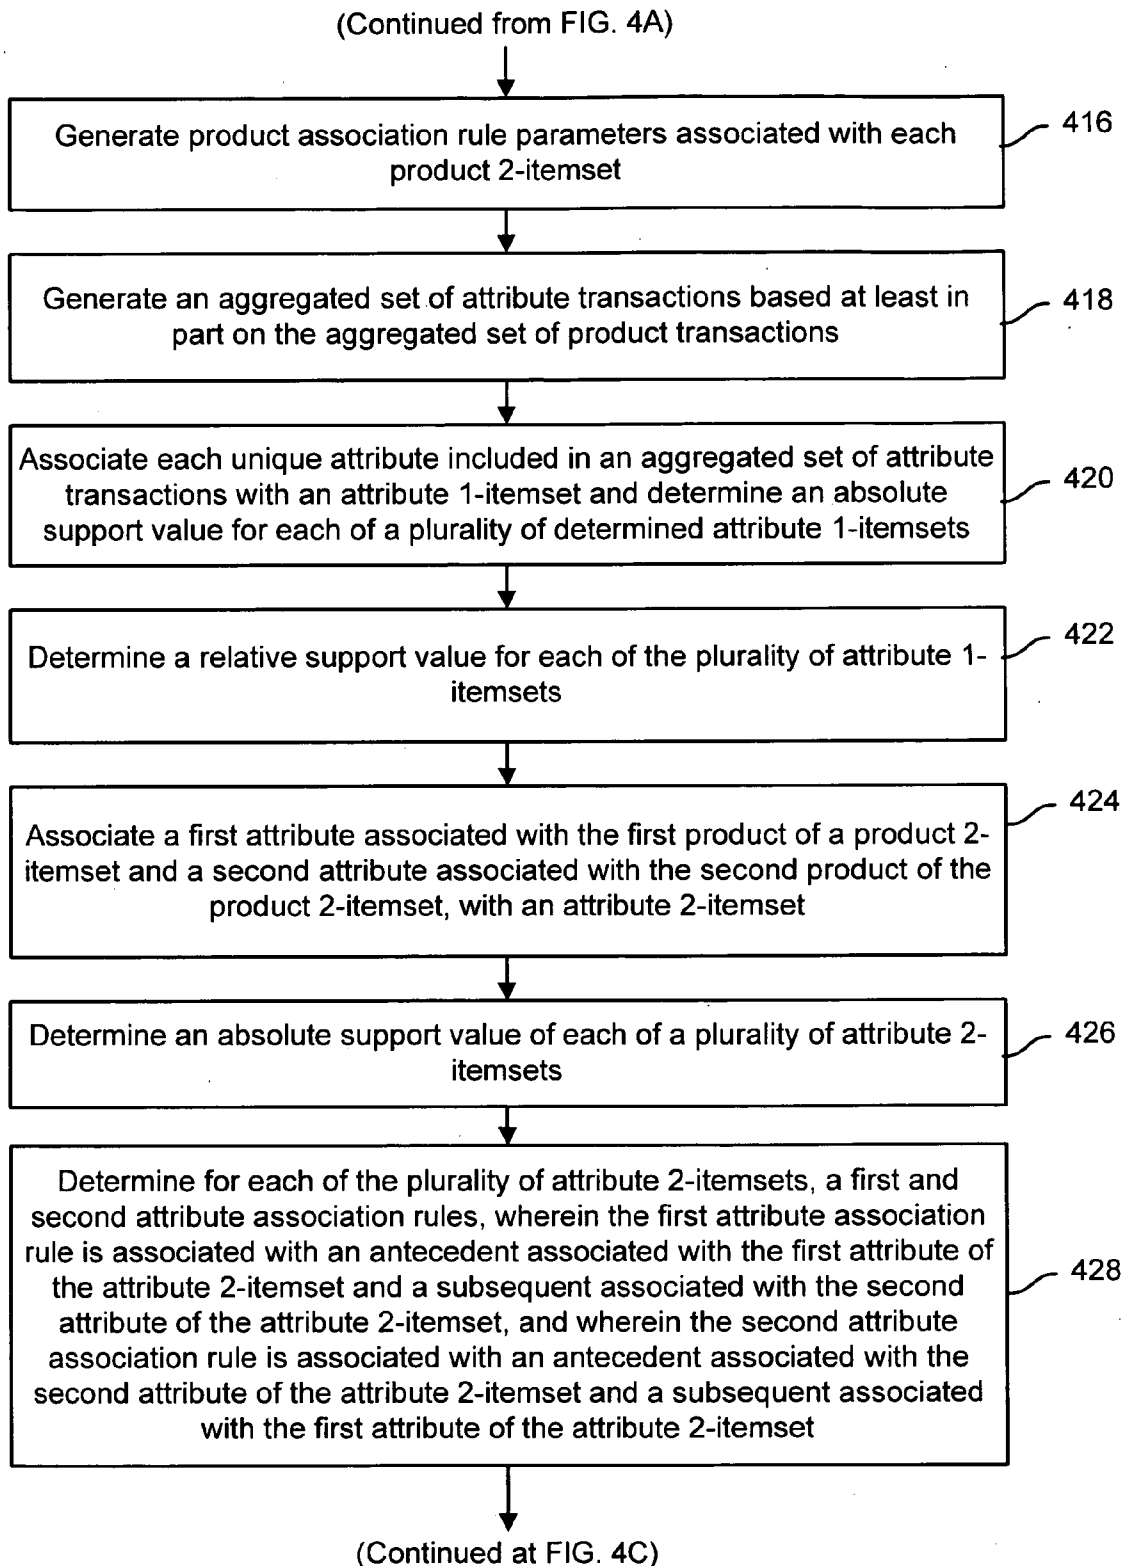 (Continued from FIG. 4A)
Generate product association rule parameters associated with each
product 2-itemset
416
Generate an aggregated set of attribute transactions based at least in
part on the aggregated set of product transactions
418
Associate each unique attribute included in an aggregated set of attribute
transactions with an attribute 1-itemset and determine an absolute
support value for each of a plurality of determined attribute 1-itemsets
420
Determine a relative support value for each of the plurality of attribute 1-
itemsets
422
Associate a first attribute associated with the first product of a product 2-
itemset and a second attribute associated with the second product of the
product 2-itemset, with an attribute 2-itemset
424
Determine an absolute support value of each of a plurality of attribute 2-
itemsets
426
Determine for each of the plurality of attribute 2-itemsets, a first and
second attribute association rules, wherein the first attribute association
rule is associated with an antecedent associated with the first attribute of
the attribute 2-itemset and a subsequent associated with the second
attribute of the attribute 2-itemset, and wherein the second attribute
association rule is associated with an antecedent associated with the
second attribute of the attribute 2-itemset and a subsequent associated
with the first attribute of the attribute 2-itemset
428
(Continued at FIG. 4C)